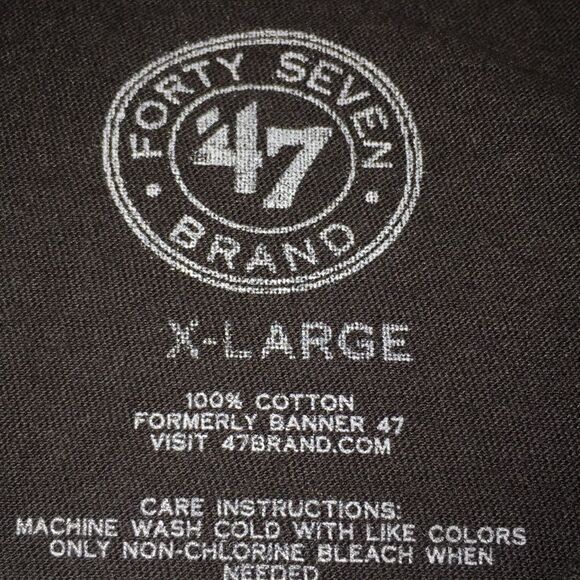 FORTY SEVEN
'47
BRAND
X-LARGE
100% COTTON
FORMERLY BANNER 47
VISIT 47BRAND.COM
CARE INSTRUCTIONS:
MACHINE WASH COLD WITH LIKE COLORS
ONLY NON-CHLORINE BLEACH WHEN
NEEDED